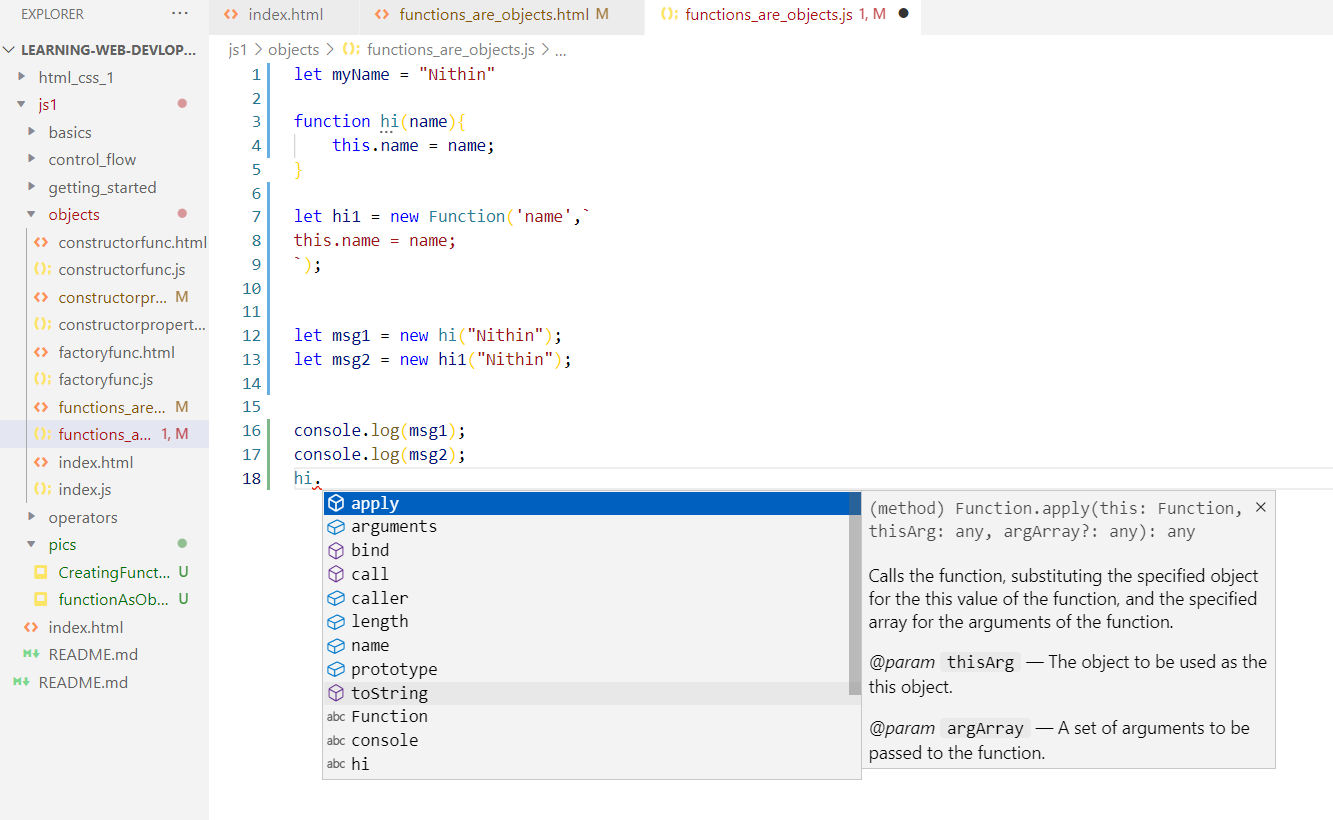 EXPLORER ...
LEARNING-WEB-DEVLOP...
html_css_1
js1
basics
control_flow
getting_started
objects
constructorfunc.html
constructorfunc.js
constructorpr... M
constructorpropert...
factoryfunc.html
factoryfunc.js
functions_are... M
functions_a... 1, M
index.html
index.js
operators
pics
CreatingFunct... U
functionAsOb... U
index.html
README.md
README.md
index.html functions_are_objects.html M functions_are_objects.js 1, M
js1 > objects > functions_are_objects.js > ...
1 let myName = "Nithin"
2
3 function hi(name){
4     this.name = name;
5 }
6
7 let hi1 = new Function('name',`
8 this.name = name;
9 `);
10
11
12 let msg1 = new hi("Nithin");
13 let msg2 = new hi1("Nithin");
14
15
16 console.log(msg1);
17 console.log(msg2);
18 hi.
apply
arguments
bind
call
caller
length
name
prototype
toString
abc Function
abc console
abc hi
(method) Function.apply(this: Function,
thisArg: any, argArray?: any): any
Calls the function, substituting the specified object
for the this value of the function, and the specified
array for the arguments of the function.
@param thisArg — The object to be used as the
this object.
@param argArray — A set of arguments to be
passed to the function.